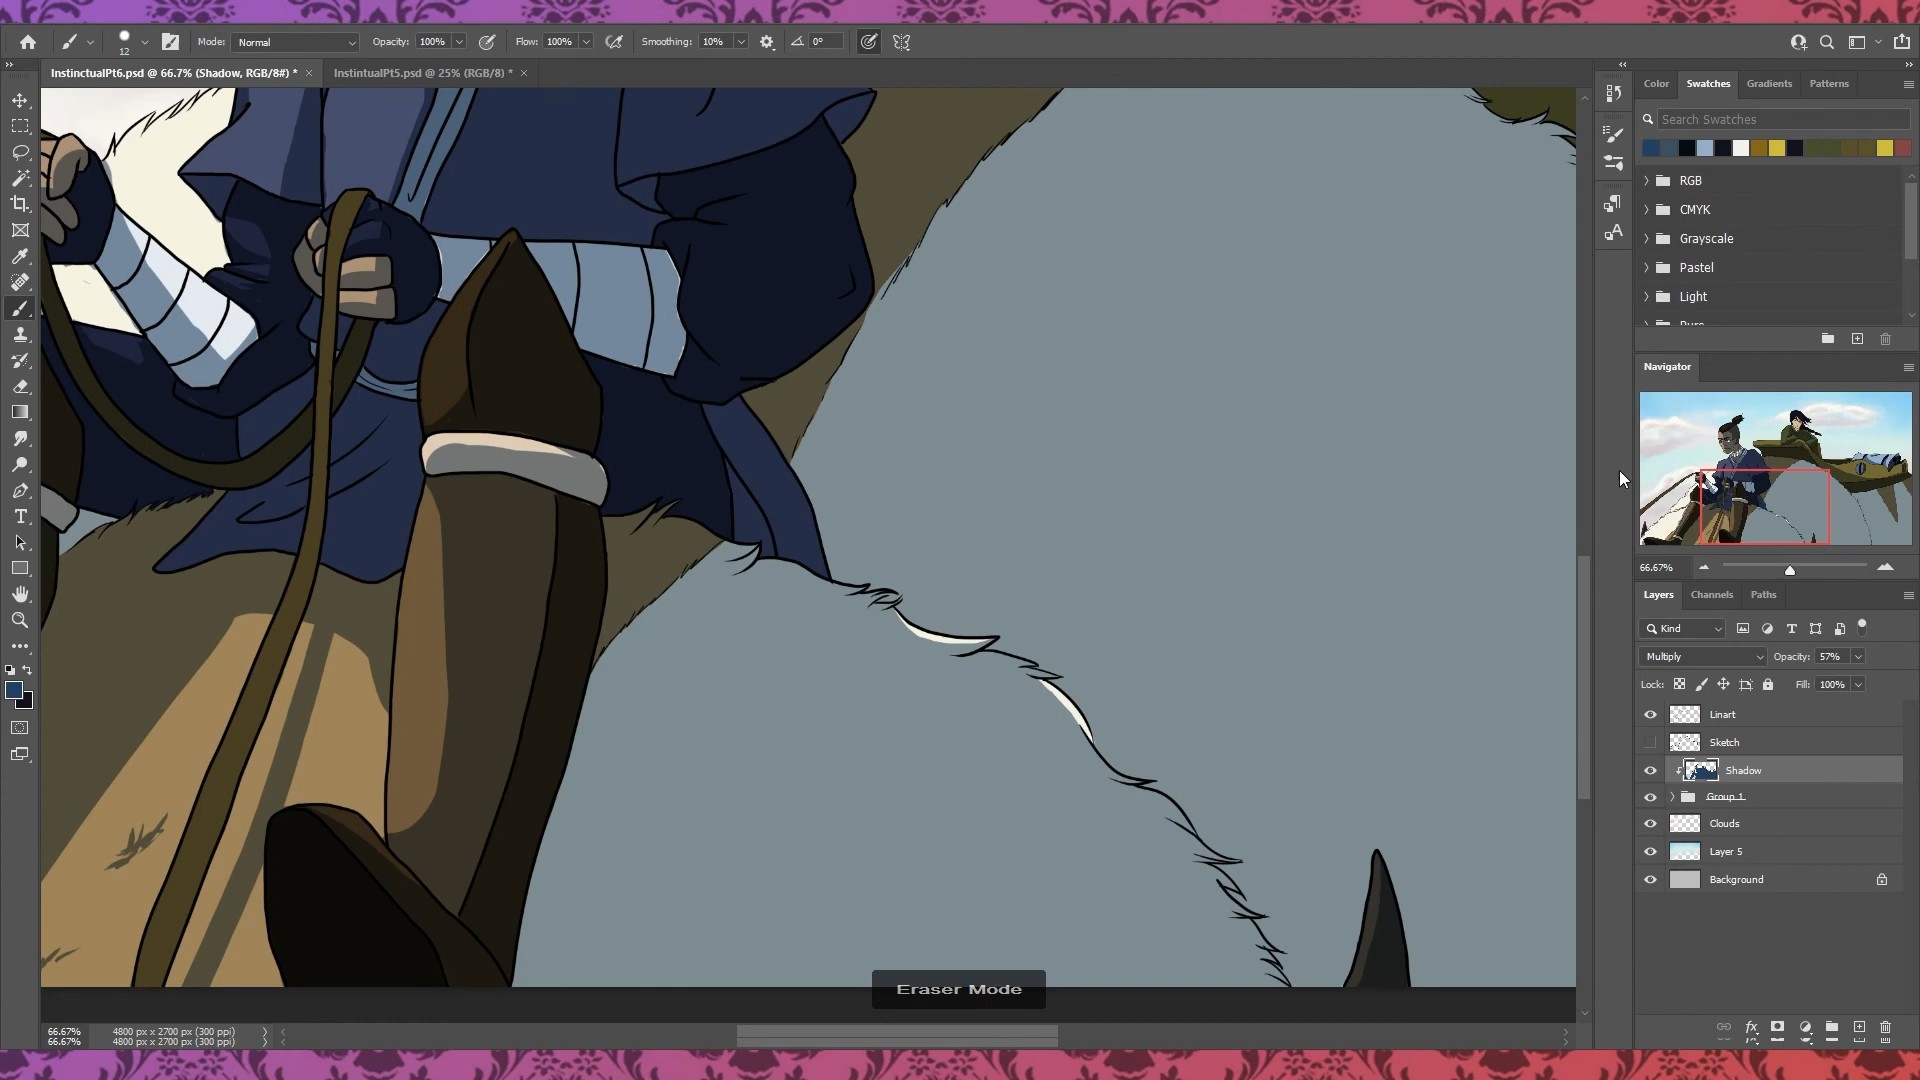 12
Mode: Normal
Opacity: 100%
Flow: 100%
Smoothing: 10%
0°
InstinctualPt6.psd @ 66.7% (Shadow, RGB/8#) *
InstintualPt5.psd @ 25% (RGB/8) *
Color
Swatches
Gradients
Patterns
Search Swatches
RGB
CMYK
Grayscale
Pastel
Light
Pure
Navigator
66.67%
Layers
Channels
Paths
Kind
Multiply
Opacity: 57%
Lock:
Fill: 100%
Linart
Sketch
Shadow
Group 1
Clouds
Layer 5
Background
Eraser Mode
66.67%
4800 px x 2700 px (300 ppi)
66.67%
4800 px x 2700 px (300 ppi)